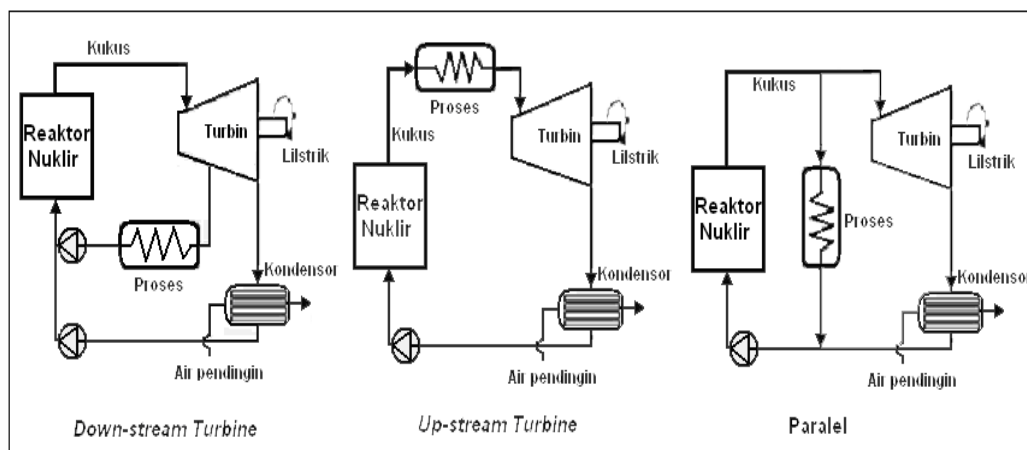 Kukus
Reaktor
Nuklir
Turbin
Lilstrik
Proses
Kondensor
Air pendingin
Down-stream Turbine
Proses
Kukus
Reaktor
Nuklir
Turbin
Lilstrik
Kondensor
Air pendingin
Up-stream Turbine
Kukus
Reaktor
Nuklir
Turbin
Lilstrik
Proses
Kondensor
Air pendingin
Paralel